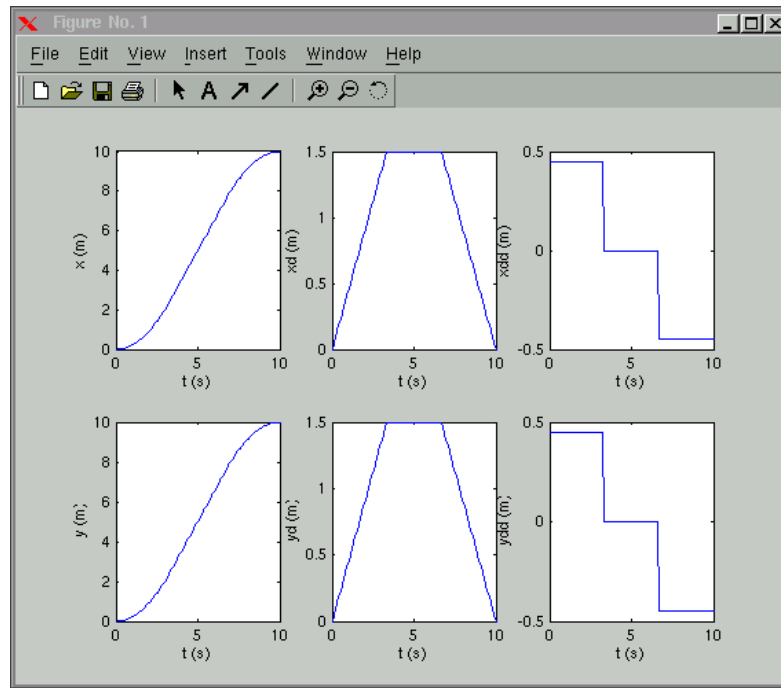 Figure No. 1
File Edit View Insert Tools Window Help
A
10
8
6
4
2
0
x (m)
0 5 10
t (s)
1.5
1
0.5
0
xd (m)
0 5 10
t (s)
0.5
0
-0.5
xdd (m)
0 5 10
t (s)
10
8
6
4
2
0
y (m)
0 5 10
t (s)
1.5
1
0.5
0
yd (m)
0 5 10
t (s)
0.5
0
-0.5
ydd (m)
0 5 10
t (s)